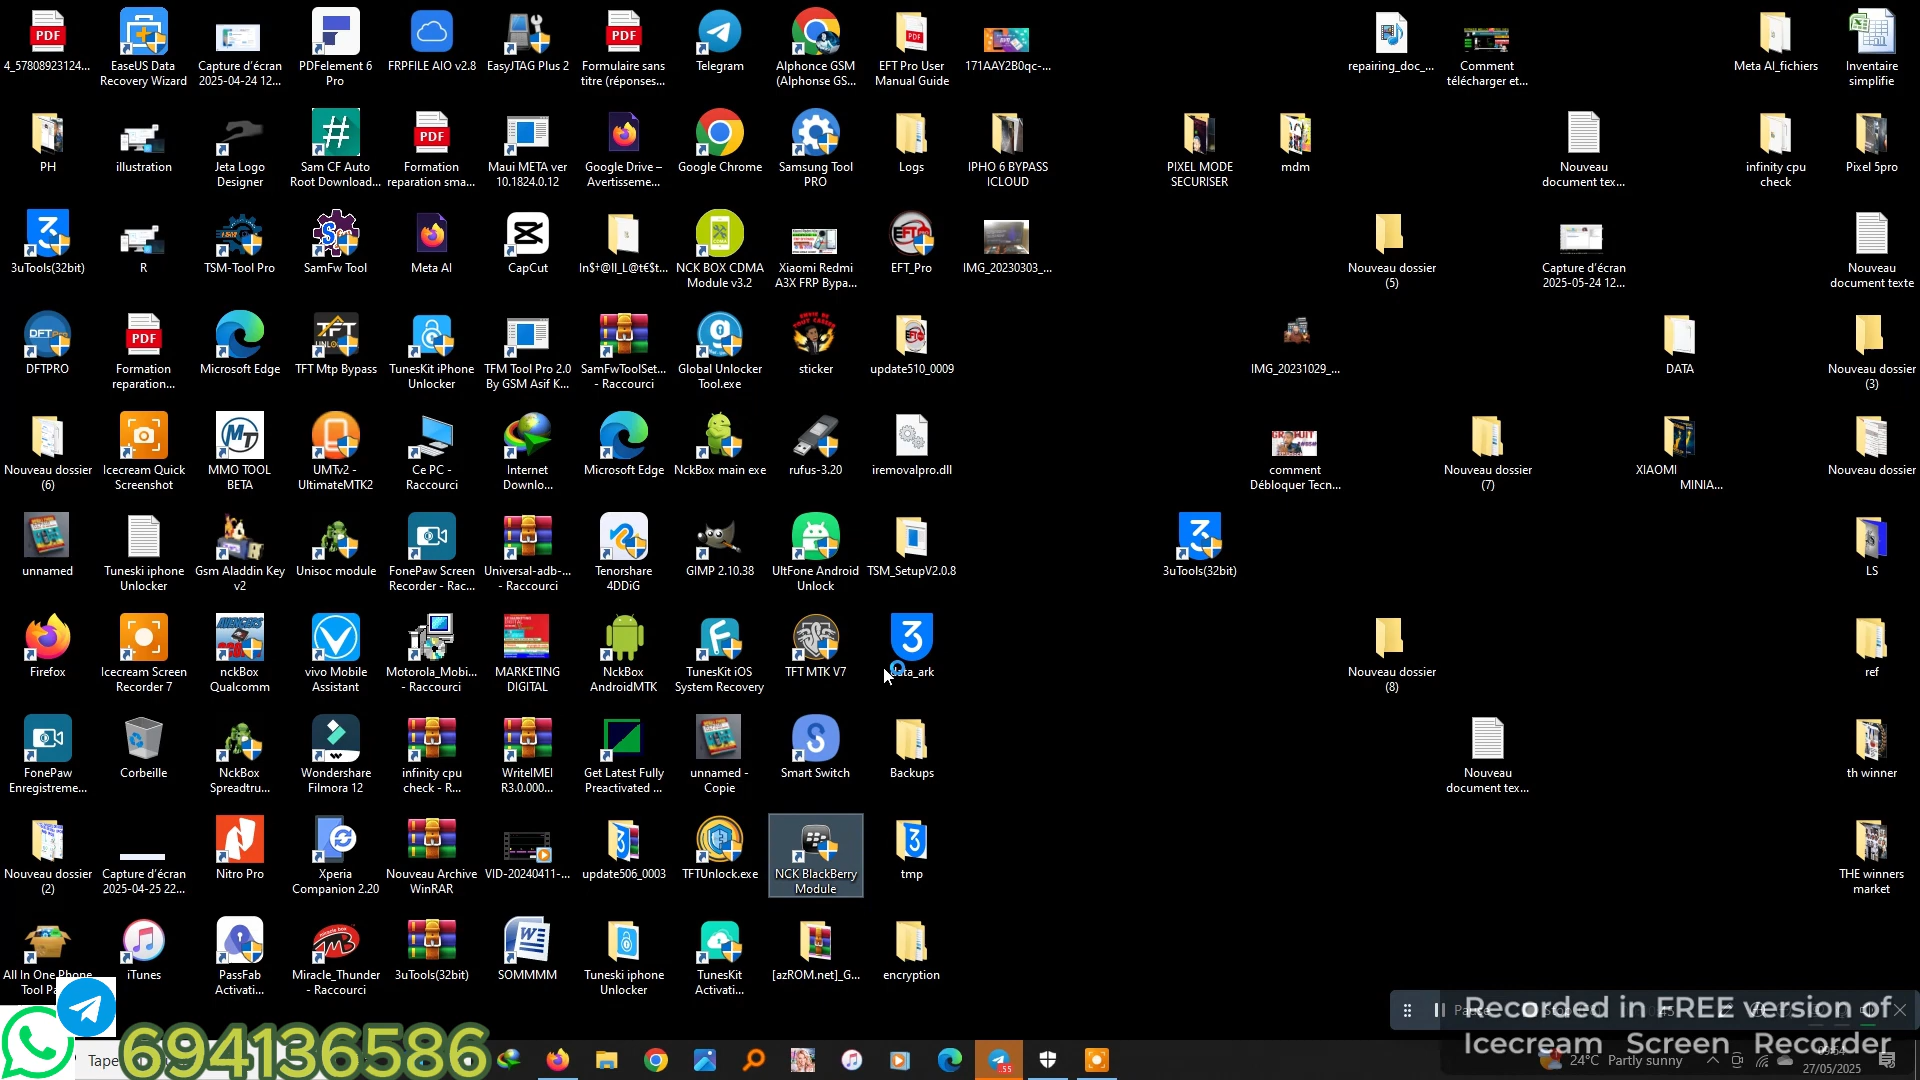 4_57808923124...
EaseUS Data
Recovery Wizard
Capture d'écran
2025-04-24 12...
PDFelement 6
Pro
FRPFILE AIO v2.8
EasyJTAG Plus 2
Formulaire sans
titre (réponses...
Telegram
Alphonce GSM
(Alphonse GS...
EFT Pro User
Manual Guide
171AAY2B0qc-...
repairing_doc_...
Comment
télécharger et...
Meta AI_fichiers
Inventaire
simplifie
PH
illustration
Jeta Logo
Designer
Sam CF Auto
Root Download...
Formation
reparation sma...
Maui META ver
10.1824.0.12
Google Drive –
Avertisseme...
Google Chrome
Samsung Tool
PRO
Logs
IPHO 6 BYPASS
ICLOUD
PIXEL MODE
SECURISER
mdm
Nouveau
document tex...
infinity cpu
check
Pixel 5pro
3uTools(32bit)
R
TSM-Tool Pro
SamFw Tool
Meta AI
CapCut
In$†@ll_L@t€$t...
NCK BOX CDMA
Module v3.2
Xiaomi Redmi
A3X FRP Bypa...
EFT_Pro
IMG_20230303_...
Nouveau dossier
(5)
Capture d'écran
2025-05-24 12...
Nouveau
document texte
DFTPRO
Formation
reparation...
Microsoft Edge
TFT Mtp Bypass
TunesKit iPhone
Unlocker
TFM Tool Pro 2.0
By GSM Asif K...
SamFwToolSet...
- Raccourci
Global Unlocker
Tool.exe
sticker
update510_0009
IMG_20231029_...
DATA
Nouveau dossier
(3)
Nouveau dossier
(6)
Icecream Quick
Screenshot
MMO TOOL
BETA
UMTv2 -
UltimateMTK2
Ce PC -
Raccourci
Internet
Downlo...
Microsoft Edge
NckBox main exe
rufus-3.20
iremovalpro.dll
comment
Débloquer Tecn...
Nouveau dossier
(7)
XIAOMI
MINIA...
Nouveau dossier
unnamed
Tuneski iphone
Unlocker
Gsm Aladdin Key
v2
Unisoc module
FonePaw Screen
Recorder - Rac...
Universal-adb-...
- Raccourci
Tenorshare
4DDiG
GIMP 2.10.38
UltFone Android
Unlock
TSM_SetupV2.0.8
3uTools(32bit)
LS
Firefox
Icecream Screen
Recorder 7
nckBox
Qualcomm
vivo Mobile
Assistant
Motorola_Mobi...
- Raccourci
MARKETING
DIGITAL
NckBox
AndroidMTK
TunesKit iOS
System Recovery
TFT MTK V7
data_ark
Nouveau dossier
(8)
ref
FonePaw
Enregistreme...
Corbeille
NckBox
Spreadtru...
Wondershare
Filmora 12
infinity cpu
check - R...
WriteIMEI
R3.0.000...
Get Latest Fully
Preactivated ...
unnamed -
Copie
Smart Switch
Backups
Nouveau
document tex...
th winner
Nouveau dossier
(2)
Capture d'écran
2025-04-25 22...
Nitro Pro
Xperia
Companion 2.20
Nouveau Archive
WinRAR
VID-20240411-...
update506_0003
TFTUnlock.exe
NCK BlackBerry
Module
tmp
THE winners
market
All In One Phone
Tool Pa
iTunes
PassFab
Activati...
Miracle_Thunder
- Raccourci
3uTools(32bit)
SOMMMM
Tuneski iphone
Unlocker
TunesKit
Activati...
[azROM.net]_G...
encryption
Recorded in FREE version of
Icecream Screen Recorder
Tape
694136586
24°C Partly sunny
27/05/2025